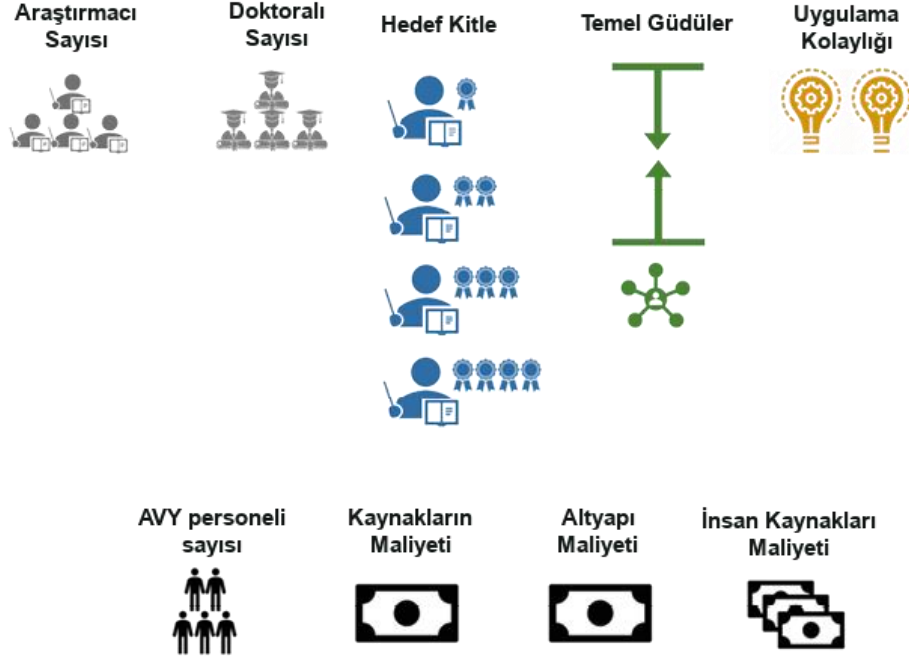 Araştırmacı
Sayısı
Doktoralı
Sayısı
Hedef Kitle
Temel Güdüler
Uygulama
Kolaylığı
AVY personeli
sayısı
Kaynakların
Maliyeti
Altyapı
Maliyeti
İnsan Kaynakları
Maliyeti